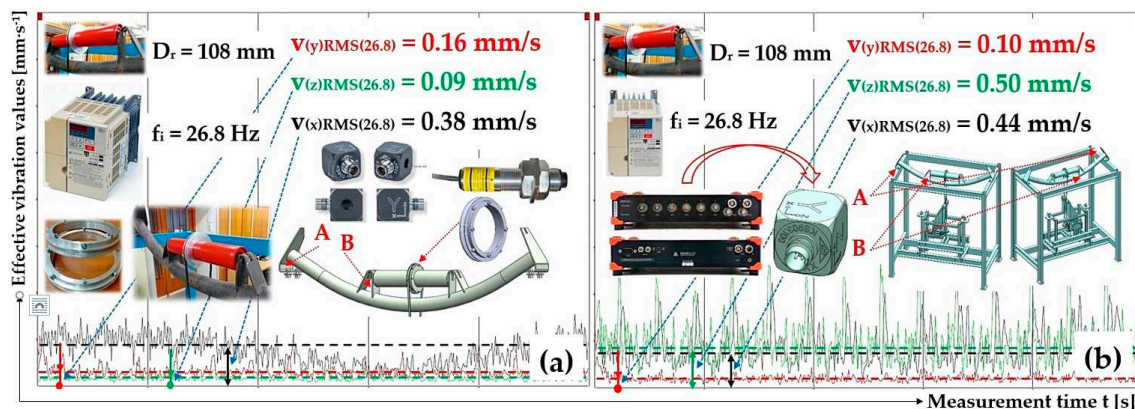 Effective vibration values [mm·s⁻¹]
Dᵣ = 108 mm
v(y)RMS(26.8) = 0.16 mm/s
v(z)RMS(26.8) = 0.09 mm/s
fᵢ = 26.8 Hz
v(x)RMS(26.8) = 0.38 mm/s
A
B
(a)
Dᵣ = 108 mm
v(y)RMS(26.8) = 0.10 mm/s
v(z)RMS(26.8) = 0.50 mm/s
fᵢ = 26.8 Hz
v(x)RMS(26.8) = 0.44 mm/s
Y
A
B
(b)
Measurement time t [s]